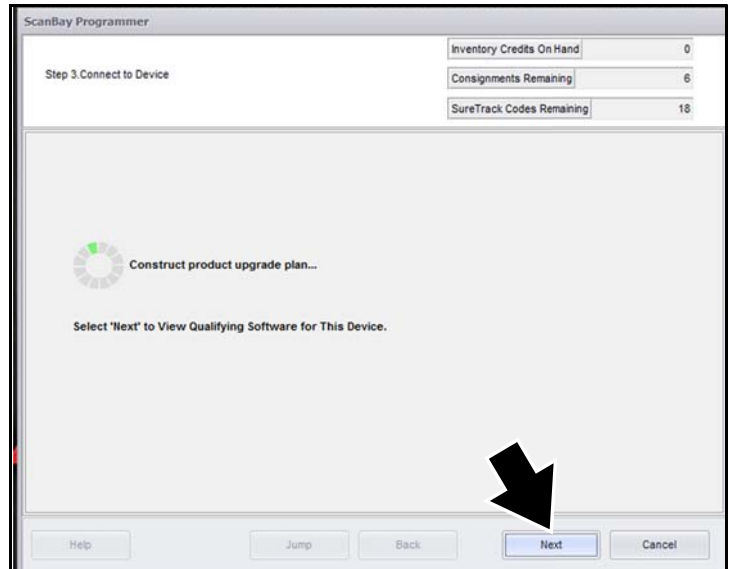 ScanBay Programmer
Inventory Credits On Hand 0
Step 3.Connect to Device
Consignments Remaining 6
SureTrack Codes Remaining 18
Construct product upgrade plan...
Select 'Next' to View Qualifying Software for This Device.
Help Jump Back Next Cancel